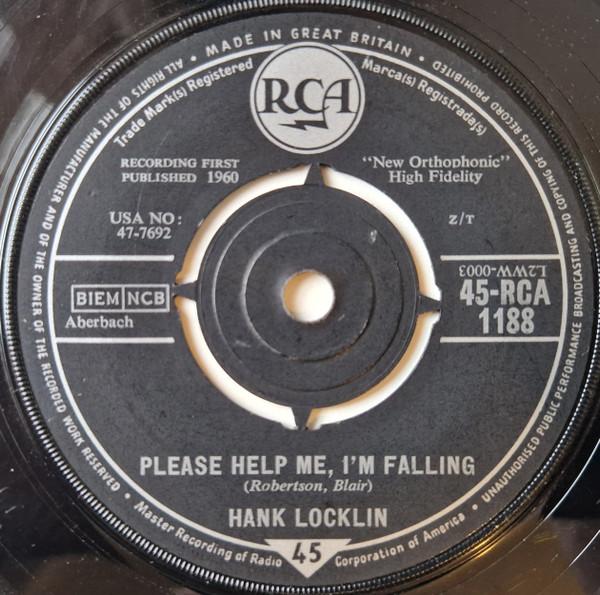 ALL RIGHTS OF THE MANUFACTURER AND OF THE OWNER OF THE RECORDED WORK RESERVED •
• MADE IN GREAT BRITAIN •
UNAUTHORISED PUBLIC PERFORMANCE BROADCASTING AND COPYING OF THIS RECORD PROHIBITED
Trade Mark(s) Registered
RCA
Marca(s) Registrada(s)
RECORDING FIRST
PUBLISHED 1960
"New Orthophonic"
High Fidelity
USA NO:
47-7692
Z/T
BIEM NCB
Aberbach
L2WW-0003
45-RCA
1188
PLEASE HELP ME, I'M FALLING
(Robertson, Blair)
HANK LOCKLIN
Master Recording of Radio Corporation of America
45